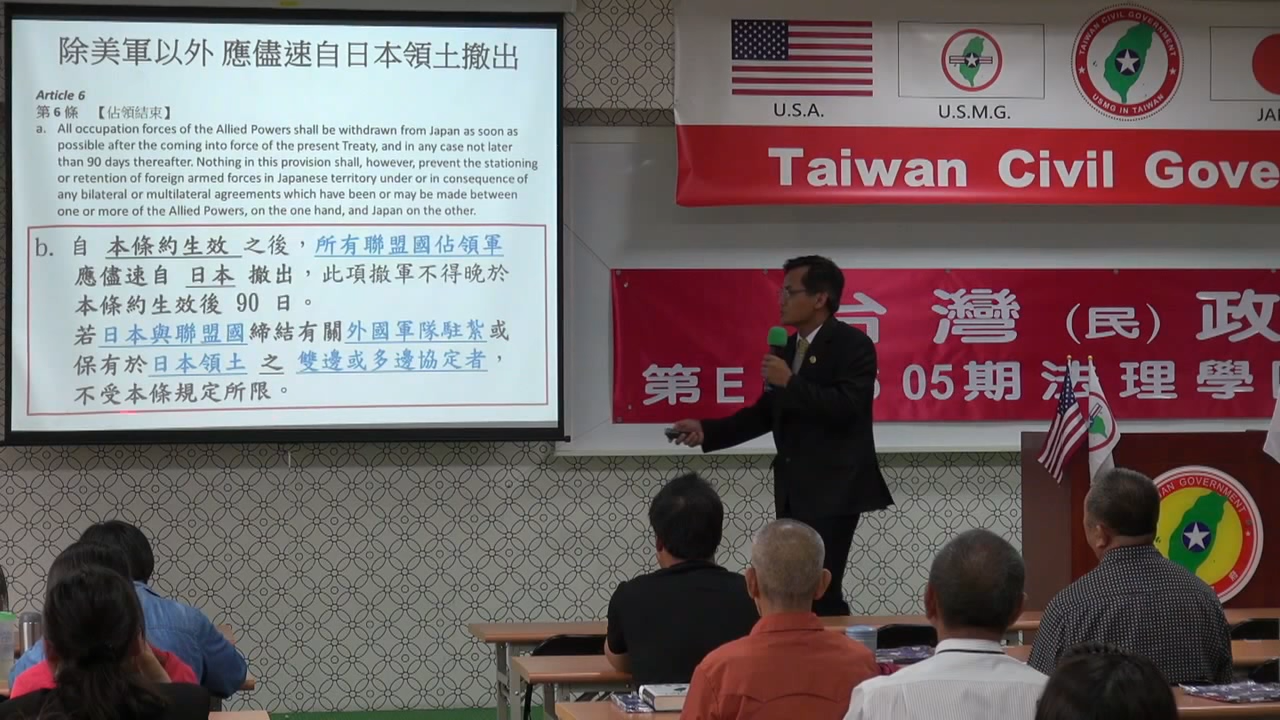 除美軍以外 應儘速自日本領土撤出
Article 6
第 6 條 【佔領結束】
a. All occupation forces of the Allied Powers shall be withdrawn from Japan as soon as
possible after the coming into force of the present Treaty, and in any case not later
than 90 days thereafter. Nothing in this provision shall, however, prevent the stationing
or retention of foreign armed forces in Japanese territory under or in consequence of
any bilateral or multilateral agreements which have been or may be made between
one or more of the Allied Powers, on the one hand, and Japan on the other.
b. 自 本條約生效 之後，所有聯盟國佔領軍
應儘速自 日本 撤出，此項撤軍不得晚於
本條約生效後 90 日。
若日本與聯盟國締結有關外國軍隊駐紮或
保有於日本領土 之 雙邊或多邊協定者，
不受本條規定所限。
U.S.A.
U.S.M.G.
TAIWAN CIVIL GOVERNMENT
USMG IN TAIWAN
JA
Taiwan Civil Gove
台灣(民)政
第E 05期法理學
AN GOVERNMENT